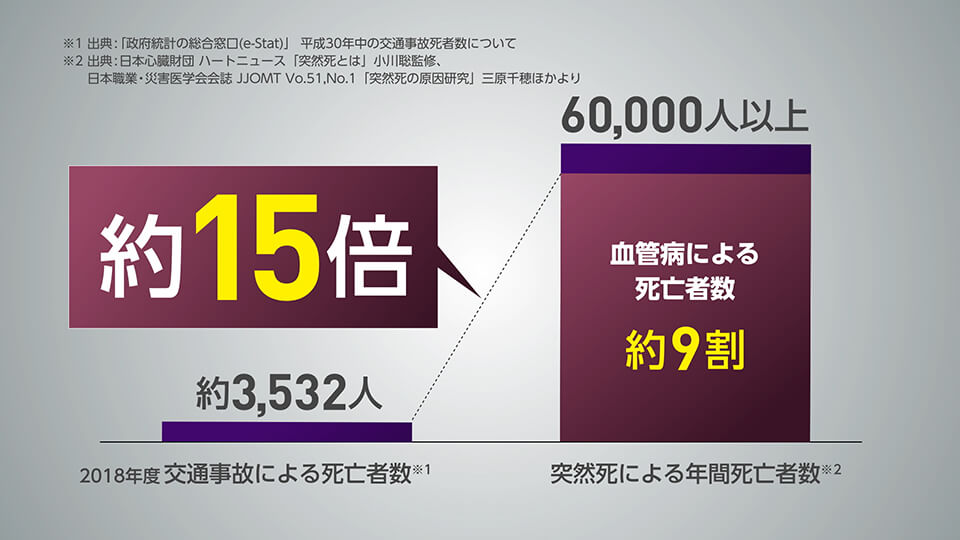 ※1 出典:「政府統計の総合窓口(e-Stat)」 平成30年中の交通事故死者数について
※2 出典:日本心臓財団 ハートニュース「突然死とは」小川聡監修、
日本職業・災害医学会会誌 JJOMT Vo.51,No.1「突然死の原因研究」三原千穂ほかより
60,000人以上
約15倍
血管病による
死亡者数
約9割
約3,532人
2018年度 交通事故による死亡者数※1
突然死による年間死亡者数※2